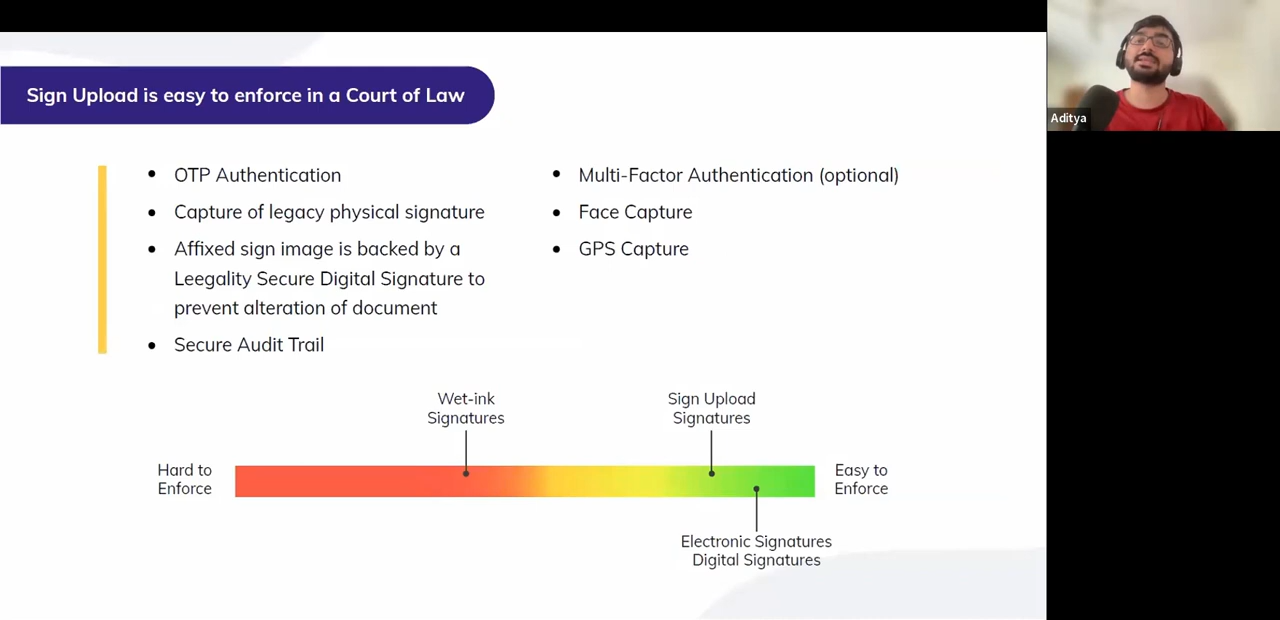 Sign Upload is easy to enforce in a Court of Law
Aditya
OTP Authentication
Capture of legacy physical signature
Affixed sign image is backed by a
Leegality Secure Digital Signature to
prevent alteration of document
Secure Audit Trail
Multi-Factor Authentication (optional)
Face Capture
GPS Capture
Wet-ink
Signatures
Sign Upload
Signatures
Hard to
Enforce
Easy to
Enforce
Electronic Signatures
Digital Signatures